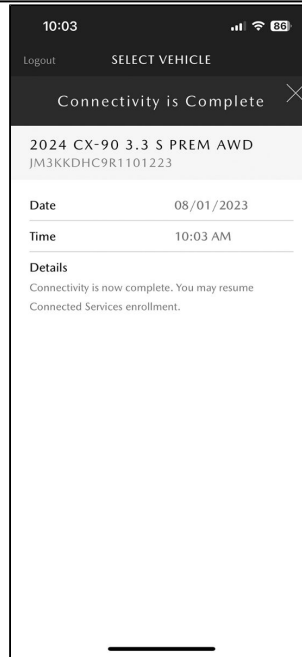 10:03
86
Logout
SELECT VEHICLE
Connectivity is Complete
2024 CX-90 3.3 S PREM AWD
JM3KKDHC9R1101223
Date 08/01/2023
Time 10:03 AM
Details
Connectivity is now complete. You may resume
Connected Services enrollment.